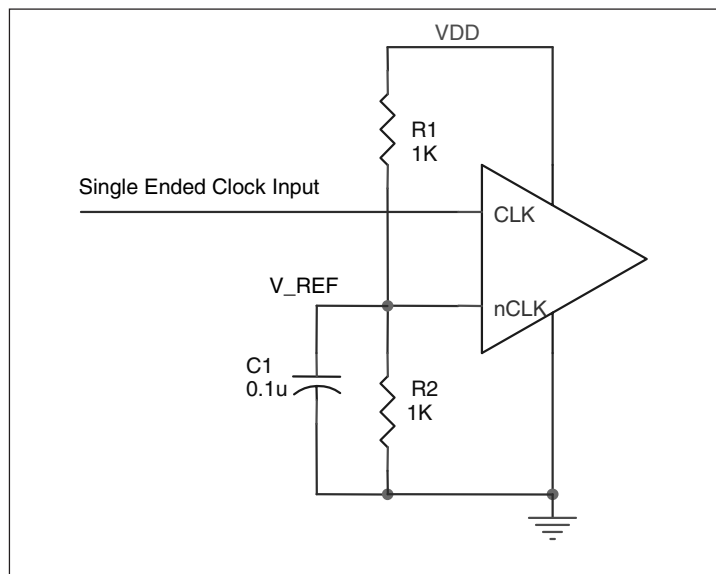 VDD
R1
1K
Single Ended Clock Input
CLK
V_REF
nCLK
C1
0.1u
R2
1K